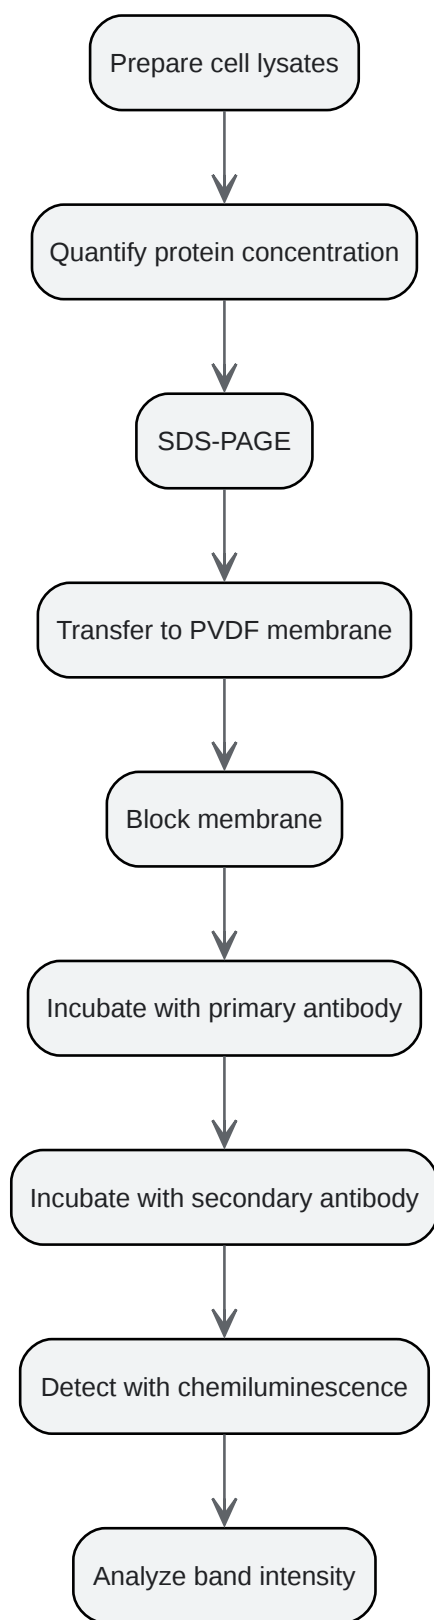 Prepare cell lysates
Quantify protein concentration
SDS-PAGE
Transfer to PVDF membrane
Block membrane
Incubate with primary antibody
Incubate with secondary antibody
Detect with chemiluminescence
Analyze band intensity